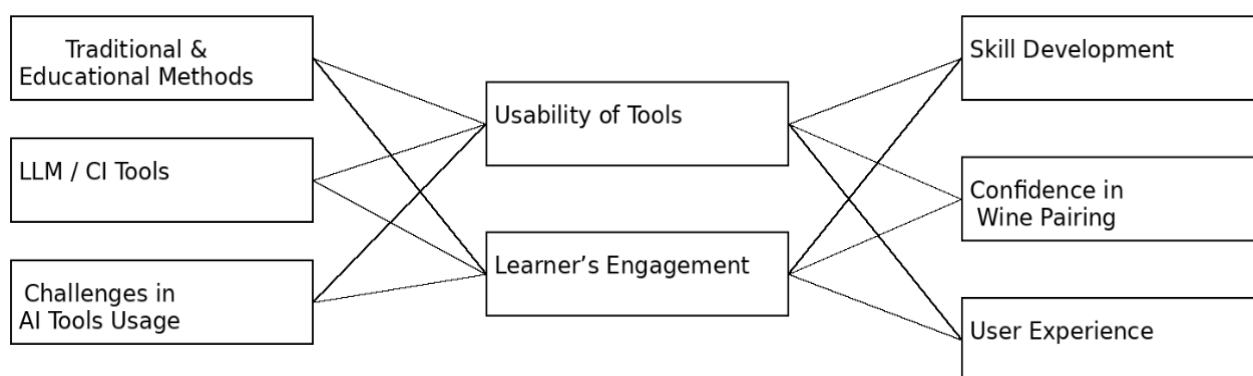 Traditional &
Educational Methods
LLM / CI Tools
Challenges in
AI Tools Usage
Usability of Tools
Learner’s Engagement
Skill Development
Confidence in
Wine Pairing
User Experience